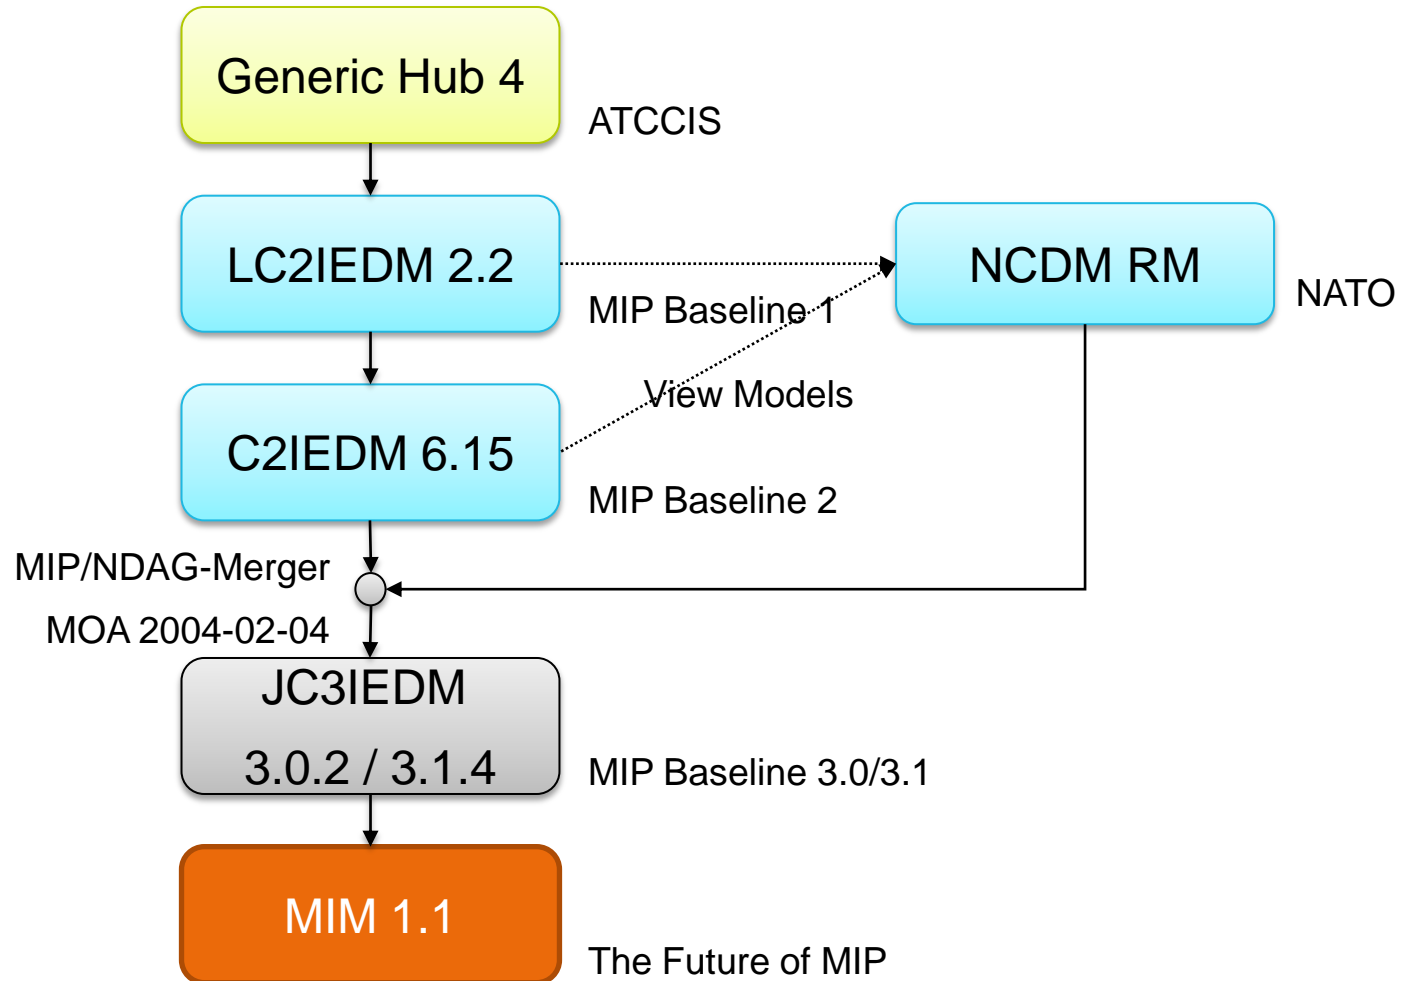 Generic Hub 4
ATCCIS
LC2IEDM 2.2
NCDM RM
NATO
MIP Baseline 1
View Models
C2IEDM 6.15
MIP Baseline 2
MIP/NDAG-Merger
MOA 2004-02-04
JC3IEDM
3.0.2 / 3.1.4
MIP Baseline 3.0/3.1
MIM 1.1
The Future of MIP